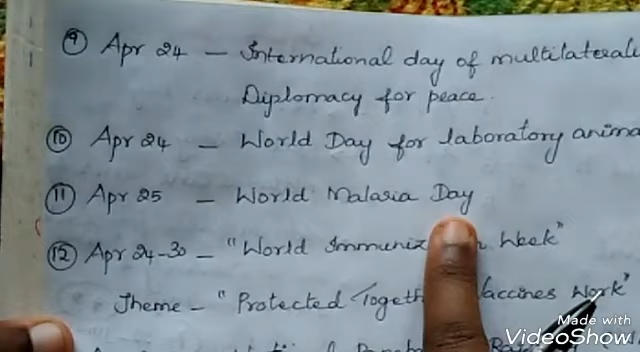 9 Apr 24 – International day of multilaterali
Diplomacy for peace.
10 Apr 24 – World Day for laboratory anima
11 Apr 25 – World Malaria Day
12 Apr 24-30 – "World Immuniz n Week"
Theme – "Protected Togeth Vaccines Work"
Made with
VideoShow